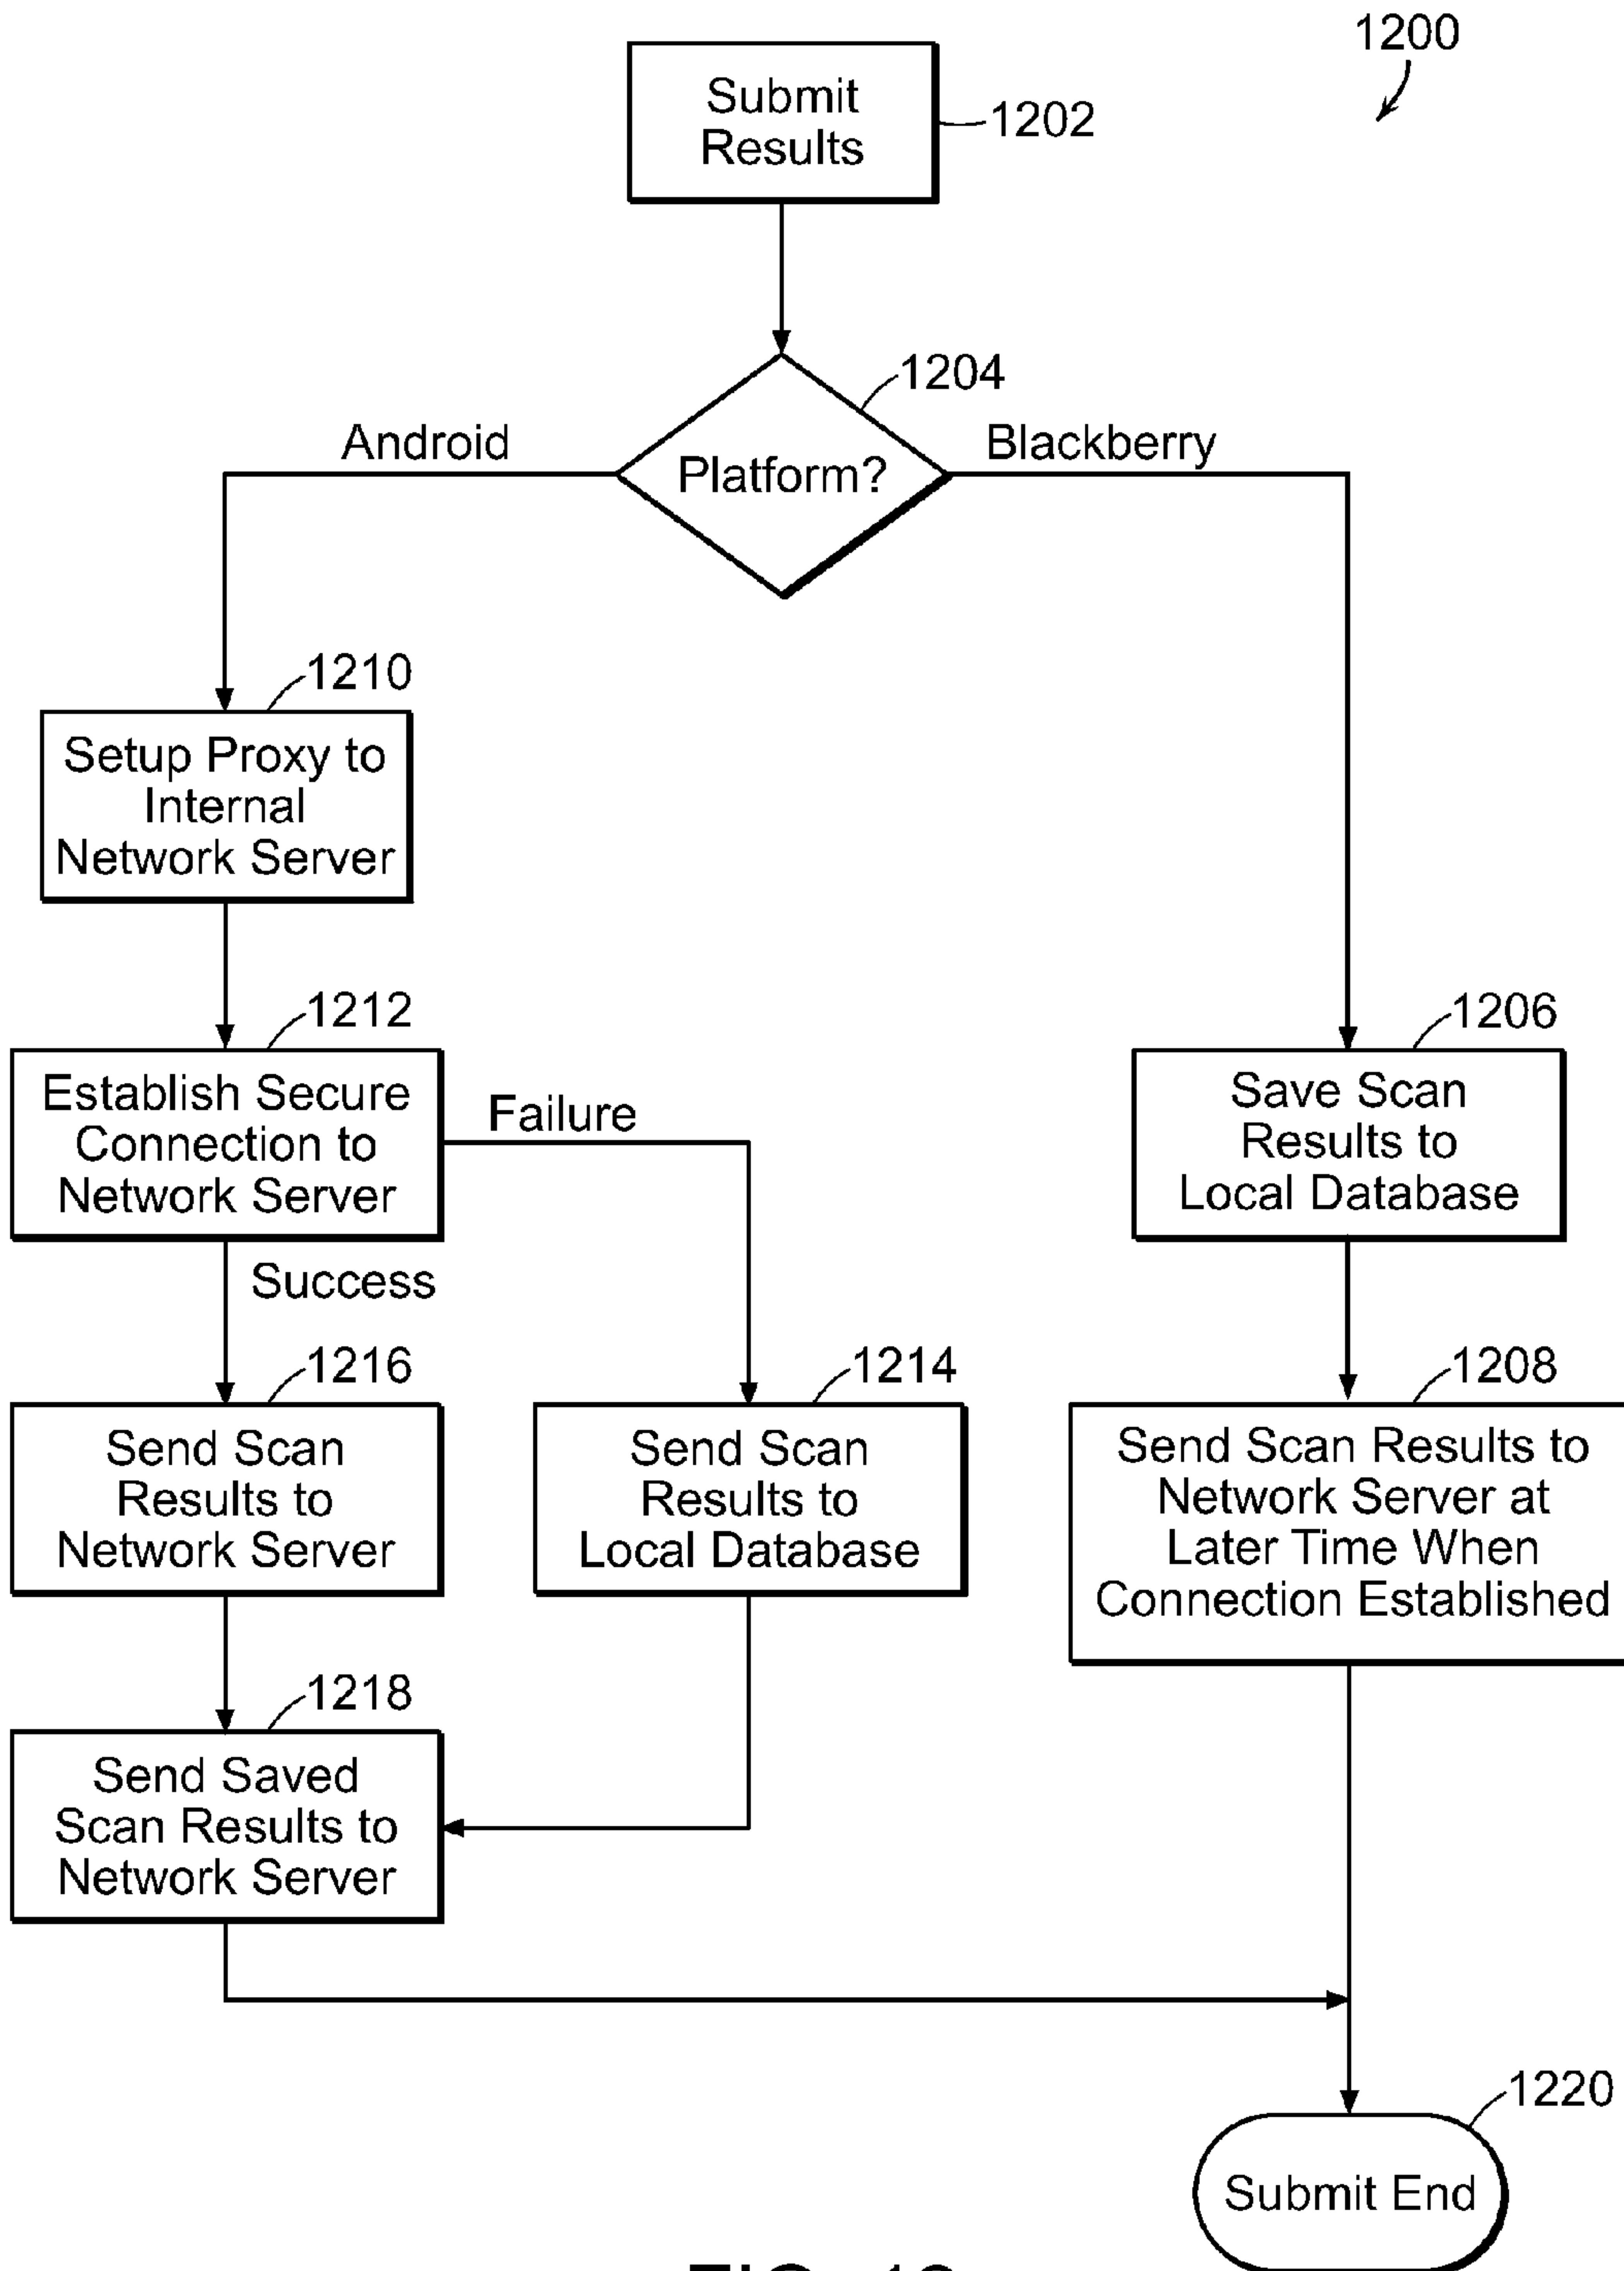 1200
Submit
Results
1202
1204
Android
Platform?
Blackberry
1210
Setup Proxy to
Internal
Network Server
1212
Establish Secure
Connection to
Network Server
Failure
Success
1206
Save Scan
Results to
Local Database
1216
Send Scan
Results to
Network Server
1214
Send Scan
Results to
Local Database
1208
Send Scan Results to
Network Server at
Later Time When
Connection Established
1218
Send Saved
Scan Results to
Network Server
1220
Submit End